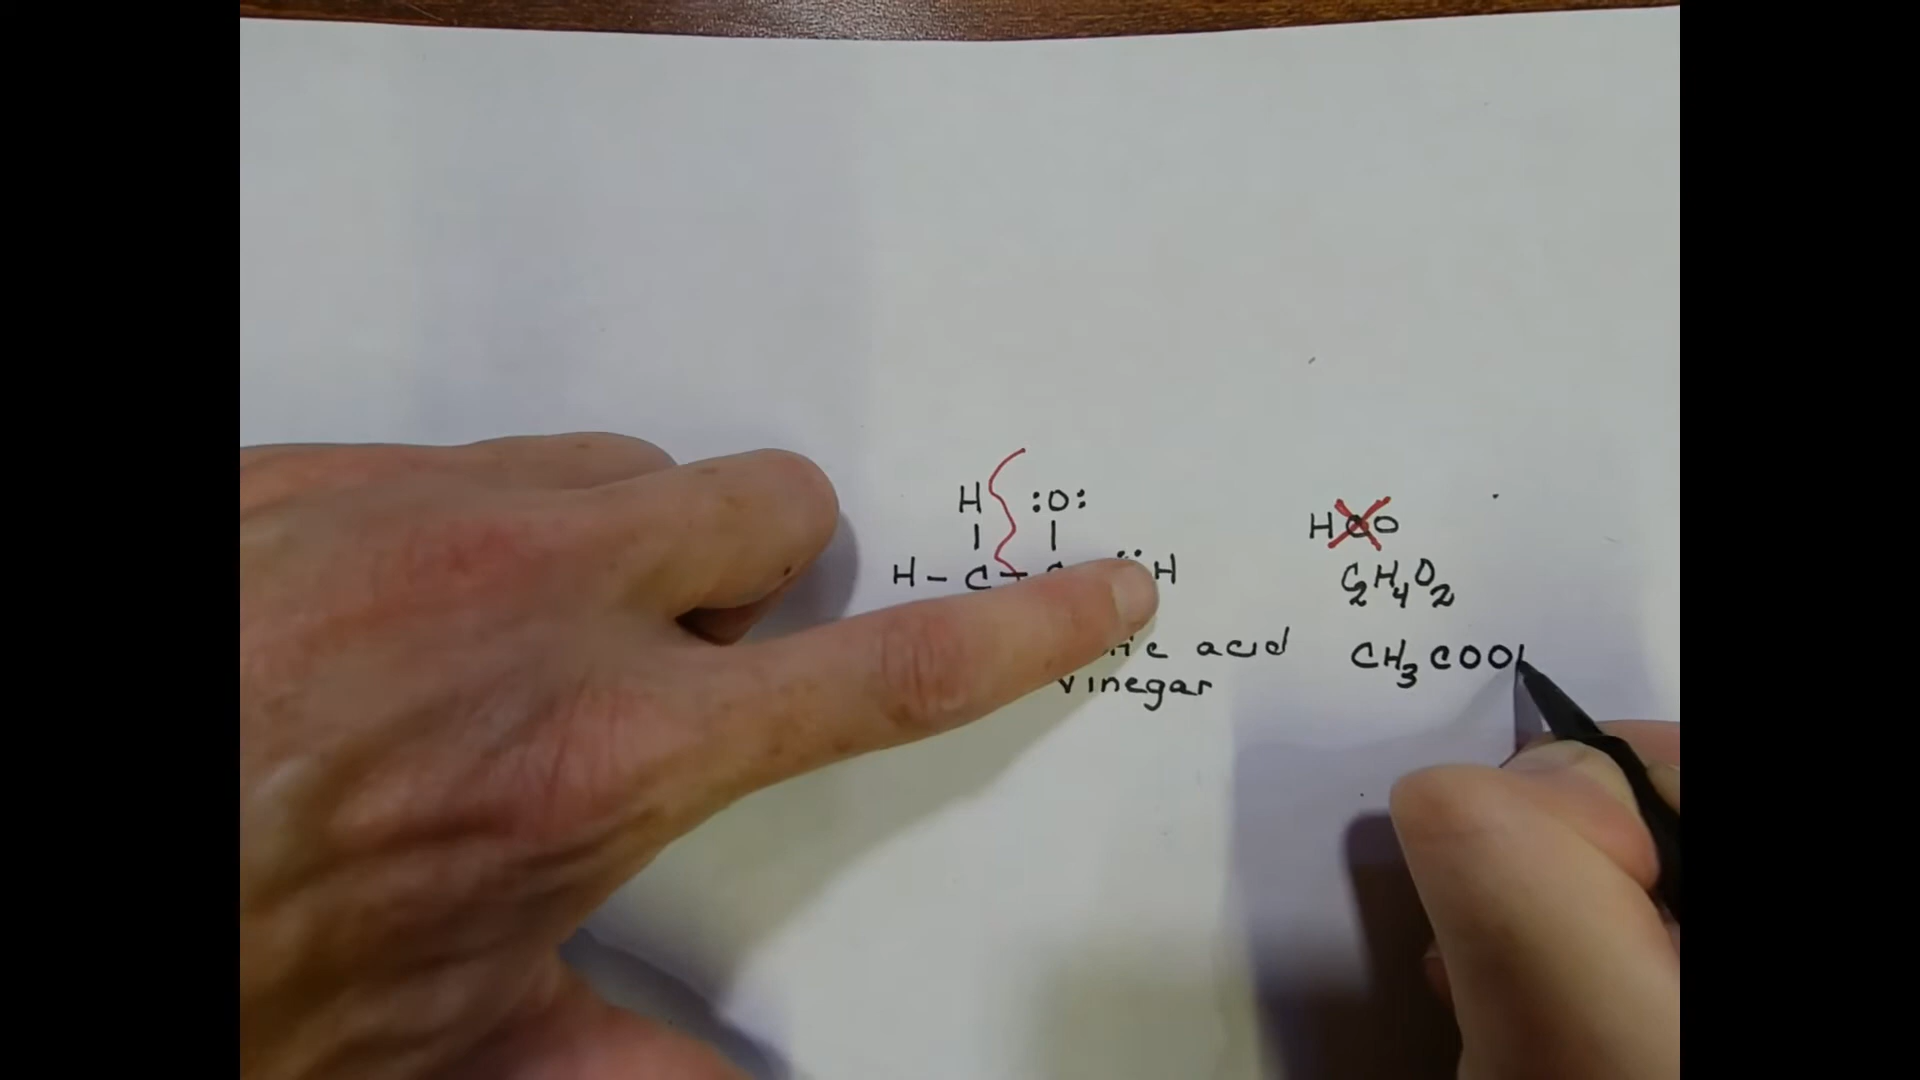 H :O:
H - C - H
acid
vinegar
HCO
C2H4O2
CH3COO